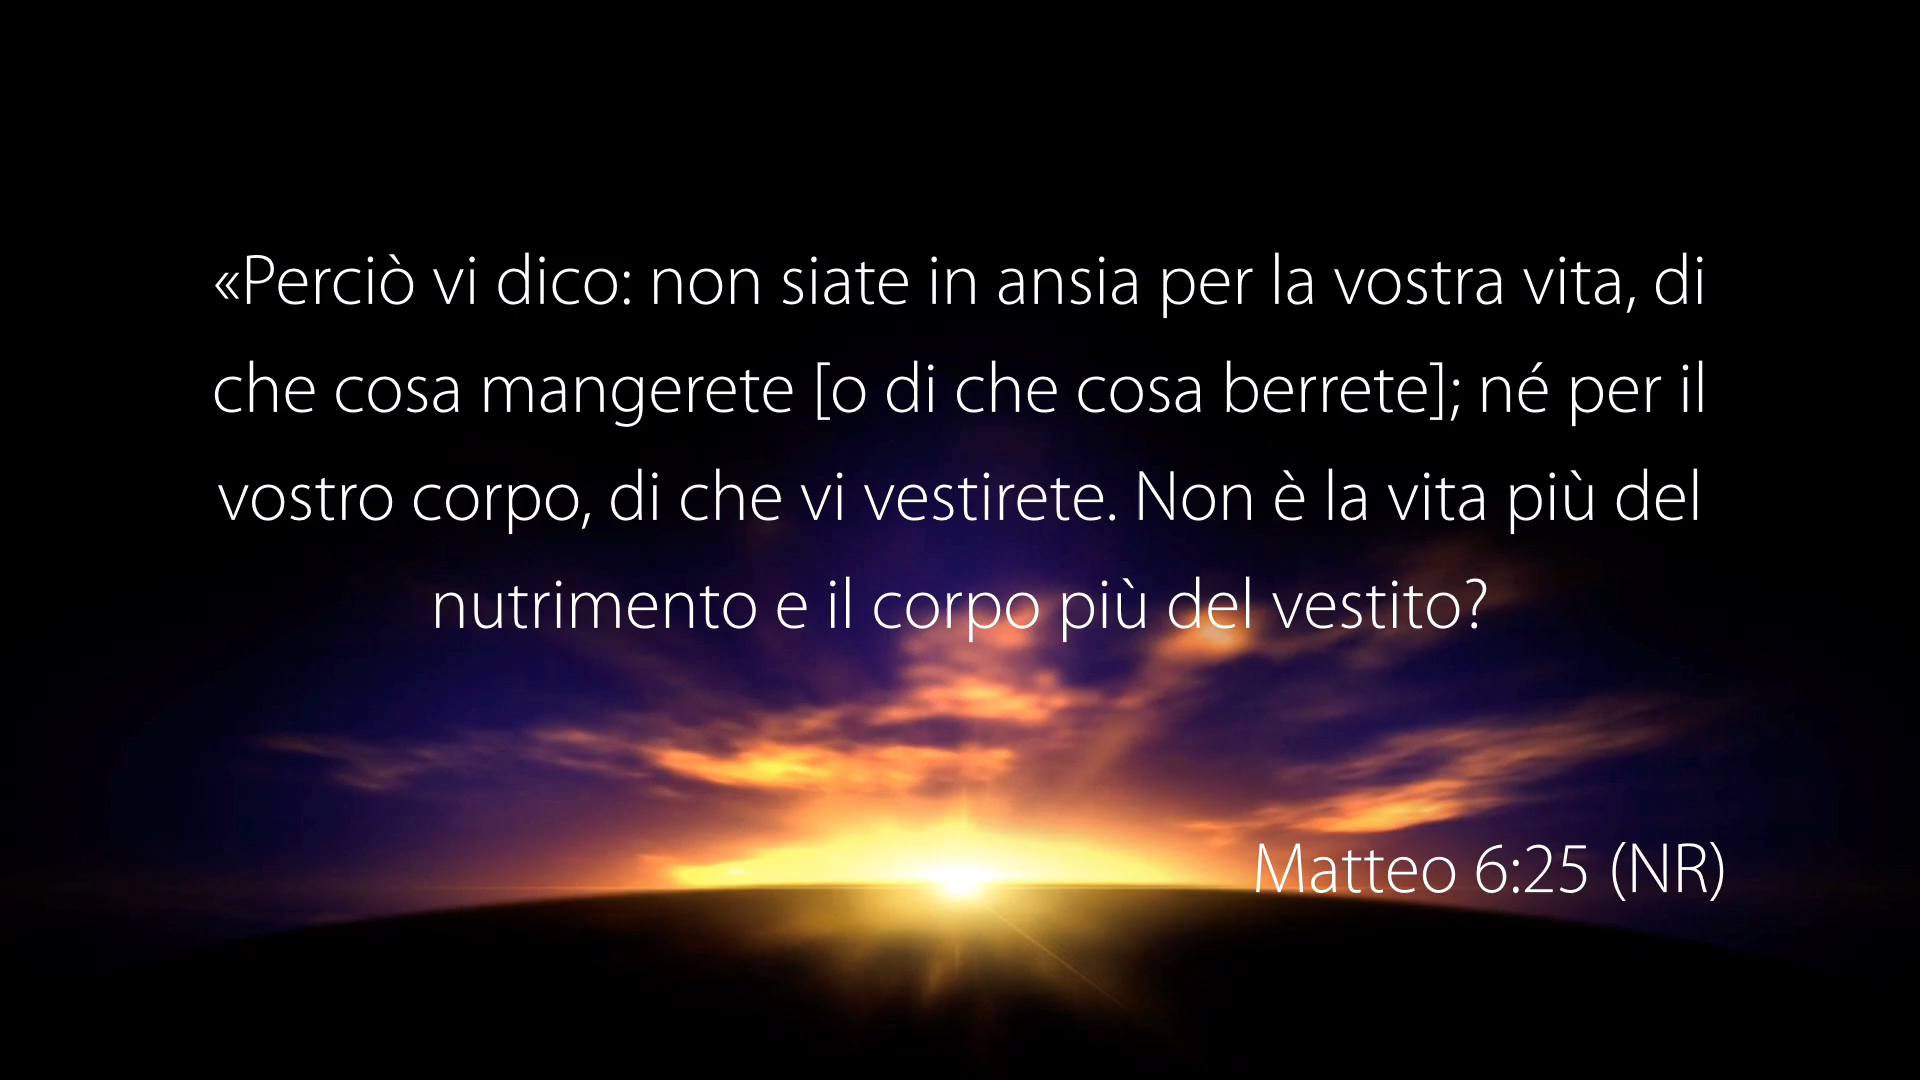 «Perciò vi dico: non siate in ansia per la vostra vita, di
che cosa mangerete [o di che cosa berrete]; né per il
vostro corpo, di che vi vestirete. Non è la vita più del
nutrimento e il corpo più del vestito?
Matteo 6:25 (NR)